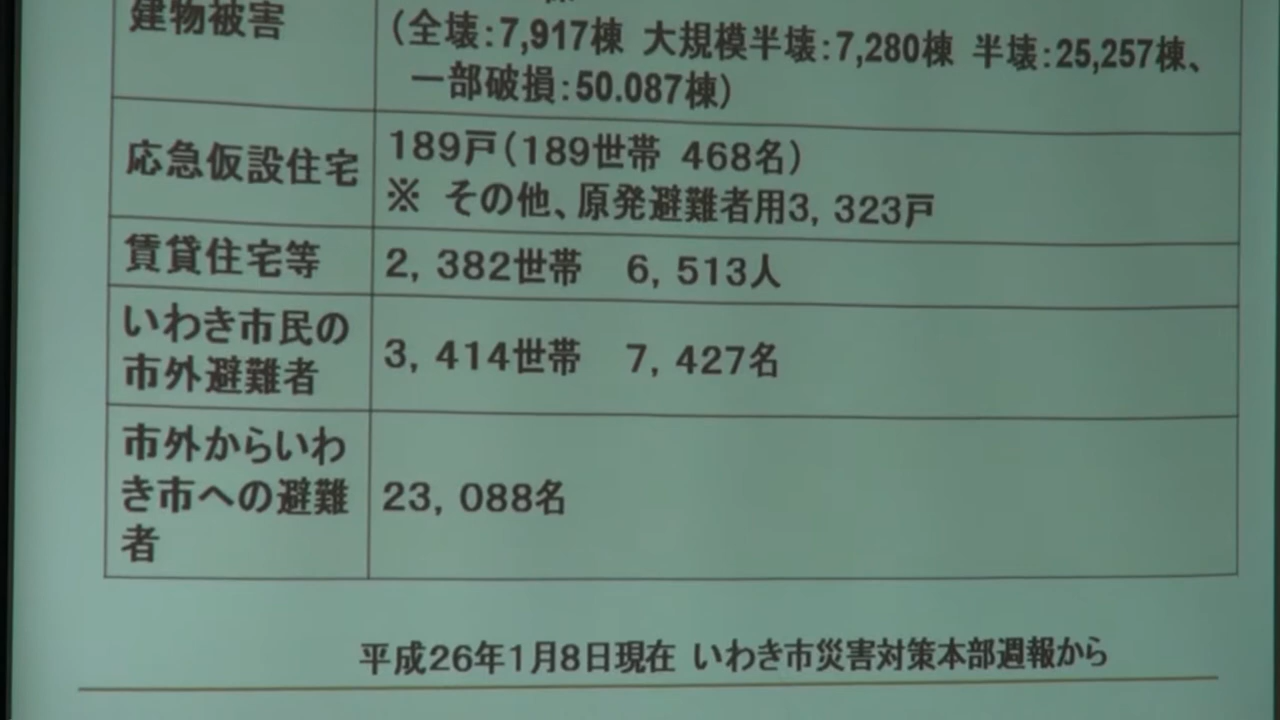 建物被害
(全壊:7,917棟 大規模半壊:7,280棟 半壊:25,257棟、
一部破損:50.087棟)
応急仮設住宅
189戸(189世帯 468名)
※ その他、原発避難者用3, 323戸
賃貸住宅等
2, 382世帯 6, 513人
いわき市民の
市外避難者
3, 414世帯 7, 427名
市外からいわ
き市への避難
者
23, 088名
平成26年1月8日現在 いわき市災害対策本部週報から